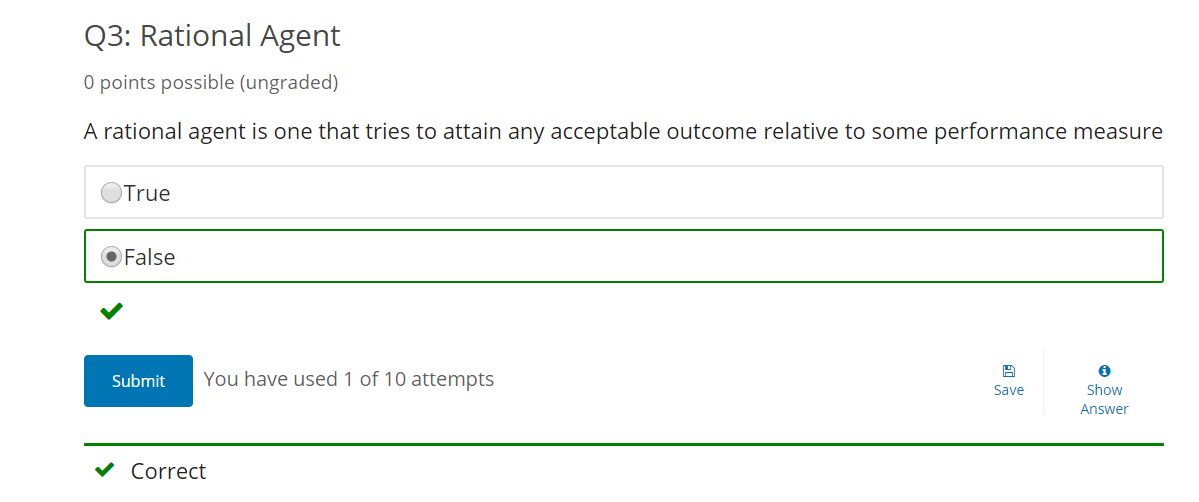 Q3: Rational Agent
0 points possible (ungraded)
A rational agent is one that tries to attain any acceptable outcome relative to some performance measure
True
False
Submit
You have used 1 of 10 attempts
Save
Show
Answer
Correct